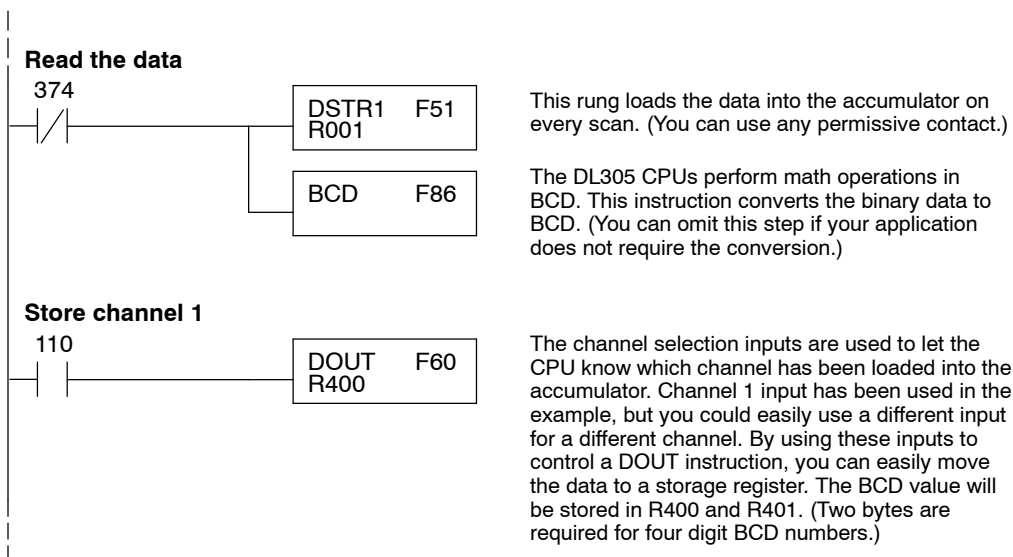 Read the data
374
DSTR1 F51
R001
This rung loads the data into the accumulator on
every scan. (You can use any permissive contact.)
BCD F86
The DL305 CPUs perform math operations in
BCD. This instruction converts the binary data to
BCD. (You can omit this step if your application
does not require the conversion.)
Store channel 1
110
DOUT F60
R400
The channel selection inputs are used to let the
CPU know which channel has been loaded into the
accumulator. Channel 1 input has been used in the
example, but you could easily use a different input
for a different channel. By using these inputs to
control a DOUT instruction, you can easily move
the data to a storage register. The BCD value will
be stored in R400 and R401. (Two bytes are
required for four digit BCD numbers.)